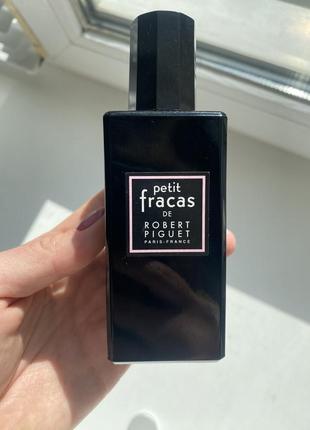 petit
fracas
DE
ROBERT
PIGUET
PARIS-FRANCE